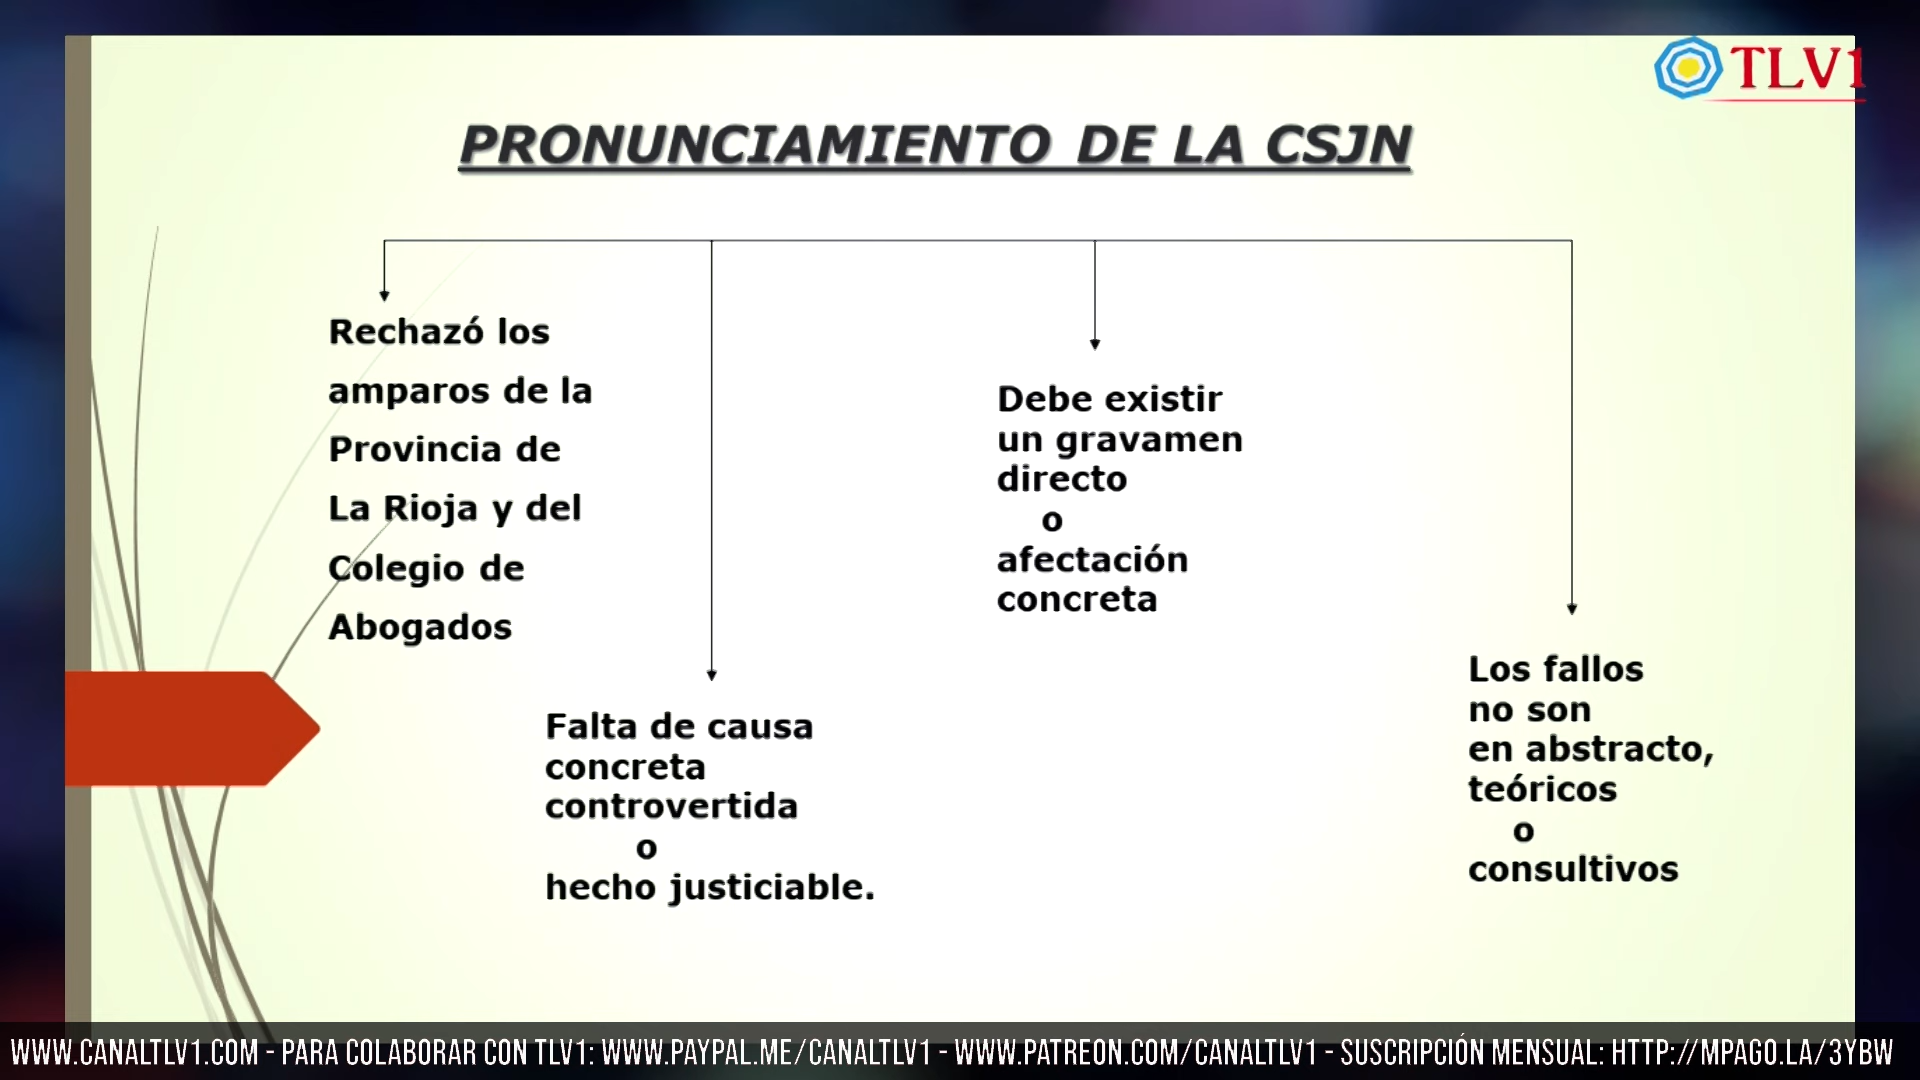 TLV1
PRONUNCIAMIENTO DE LA CSJN
Rechazó los
amparos de la
Provincia de
La Rioja y del
Colegio de
Abogados
Falta de causa
concreta
controvertida
o
hecho justiciable.
Debe existir
un gravamen
directo
o
afectación
concreta
Los fallos
no son
en abstracto,
teóricos
o
consultivos
WWW.CANALTLV1.COM - PARA COLABORAR CON TLV1: WWW.PAYPAL.ME/CANALTLV1 - WWW.PATREON.COM/CANALTLV1 - SUSCRIPCIÓN MENSUAL: HTTP://MPAGO.LA/3YBW